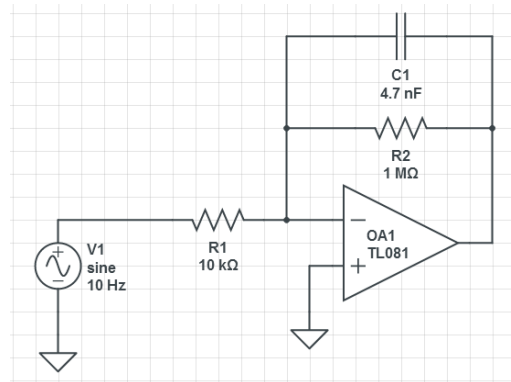 C1
4.7 nF
R2
1 MΩ
R1
10 kΩ
OA1
TL081
V1
sine
10 Hz